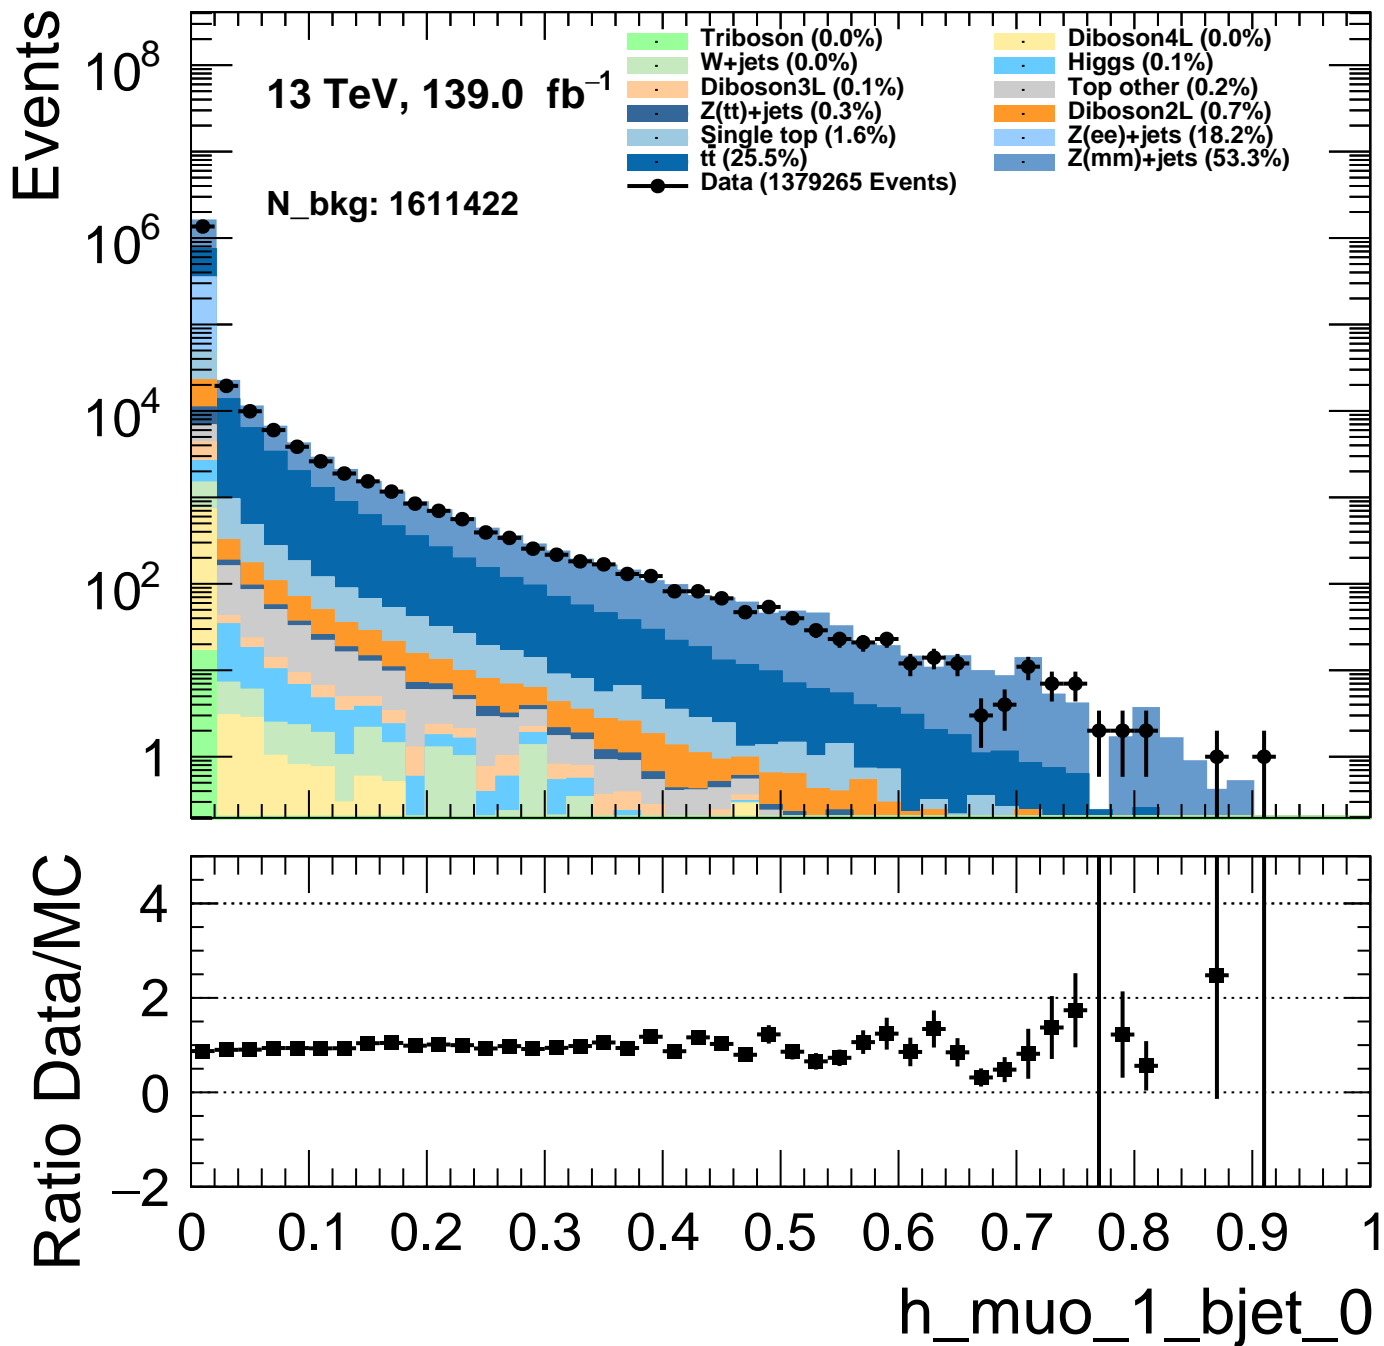 Events
13 TeV, 139.0 fb−1
N_bkg: 1611422
Triboson (0.0%)
Diboson4L (0.0%)
W+jets (0.0%)
Higgs (0.1%)
Diboson3L (0.1%)
Top other (0.2%)
Z(tt)+jets (0.3%)
Diboson2L (0.7%)
Single top (1.6%)
Z(ee)+jets (18.2%)
tt̄ (25.5%)
Z(mm)+jets (53.3%)
Data (1379265 Events)
10^8
10^6
10^4
10^2
1
Ratio Data/MC
4
2
0
−2
0 0.1 0.2 0.3 0.4 0.5 0.6 0.7 0.8 0.9 1
h_muo_1_bjet_0